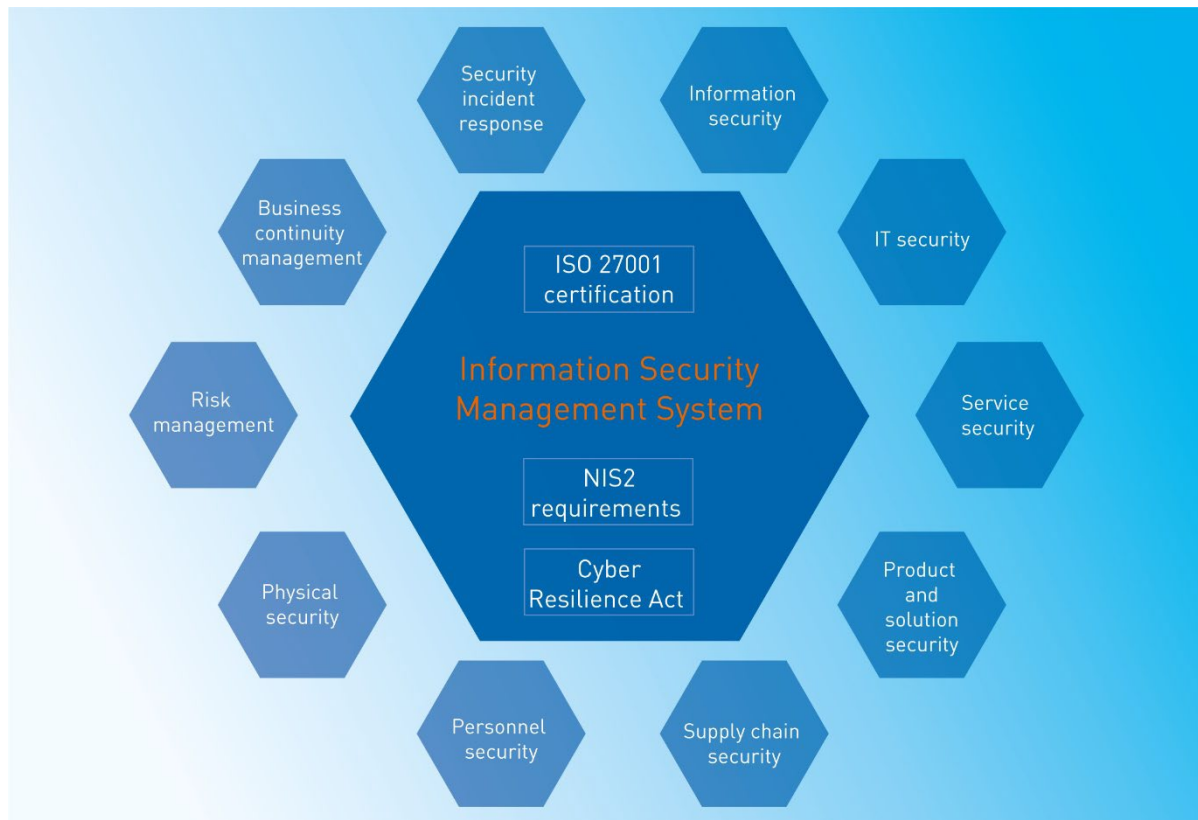 Security
incident
response
Information
security
IT security
Service
security
Product
and
solution
security
Supply chain
security
Personnel
security
Physical
security
Risk
management
Business
continuity
management
ISO 27001
certification
Information Security
Management System
NIS2
requirements
Cyber
Resilience Act